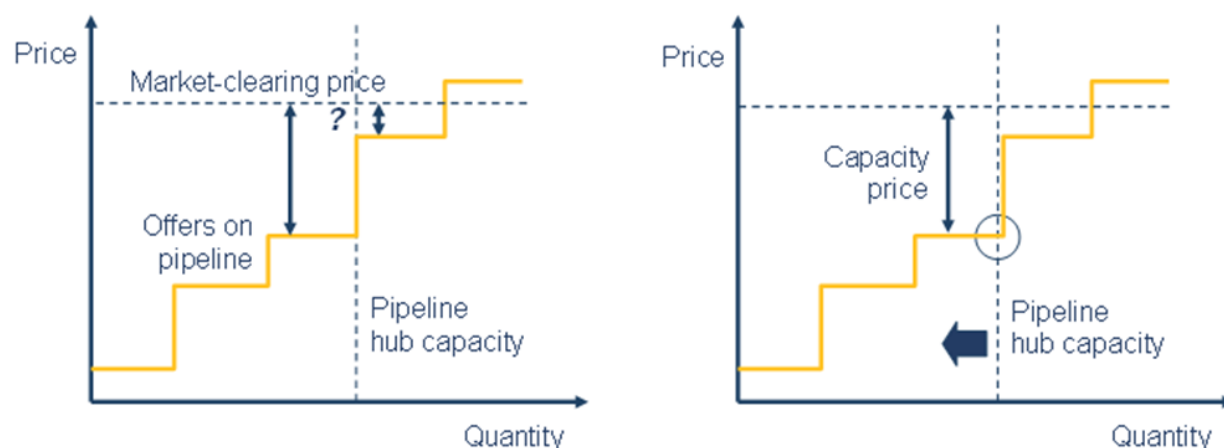 Price
Market-clearing price
?
Offers on
pipeline
Pipeline
hub capacity
Quantity
Price
Capacity
price
Pipeline
hub capacity
Quantity